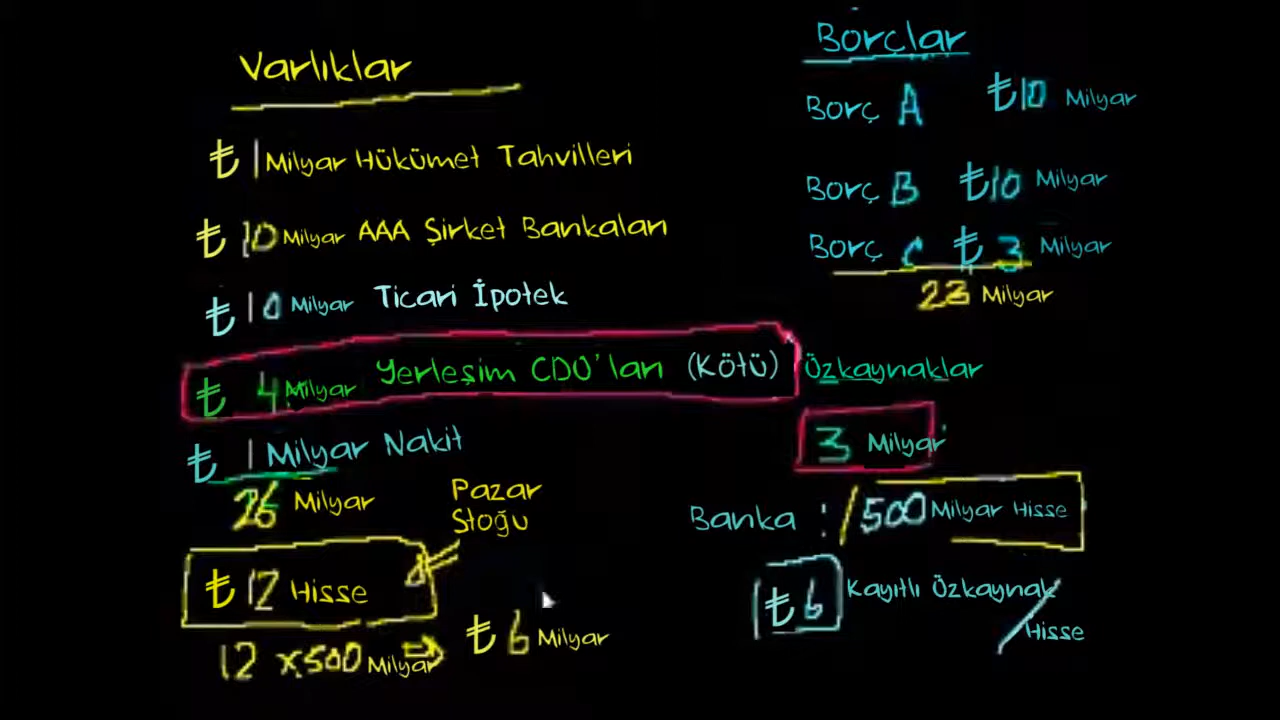 Varlıklar
₺ 1 Milyar Hükümet Tahvilleri
₺ 10 Milyar AAA Şirket Bankaları
₺ 10 Milyar Ticari İpotek
₺ 4 Milyar Yerleşim CDO'ları (Kötü)
₺ 1 Milyar Nakit
26 Milyar
Pazar
Stoğu
₺ 12 Hisse
12 x500 Milyar ⇒ ₺ 6 Milyar
Borçlar
Borç A ₺10 Milyar
Borç B ₺10 Milyar
Borç C ₺ 3 Milyar
23 Milyar
Özkaynaklar
3 Milyar
Banka : /500 Milyar Hisse
₺ 6 Kayıtlı Özkaynak
/ Hisse